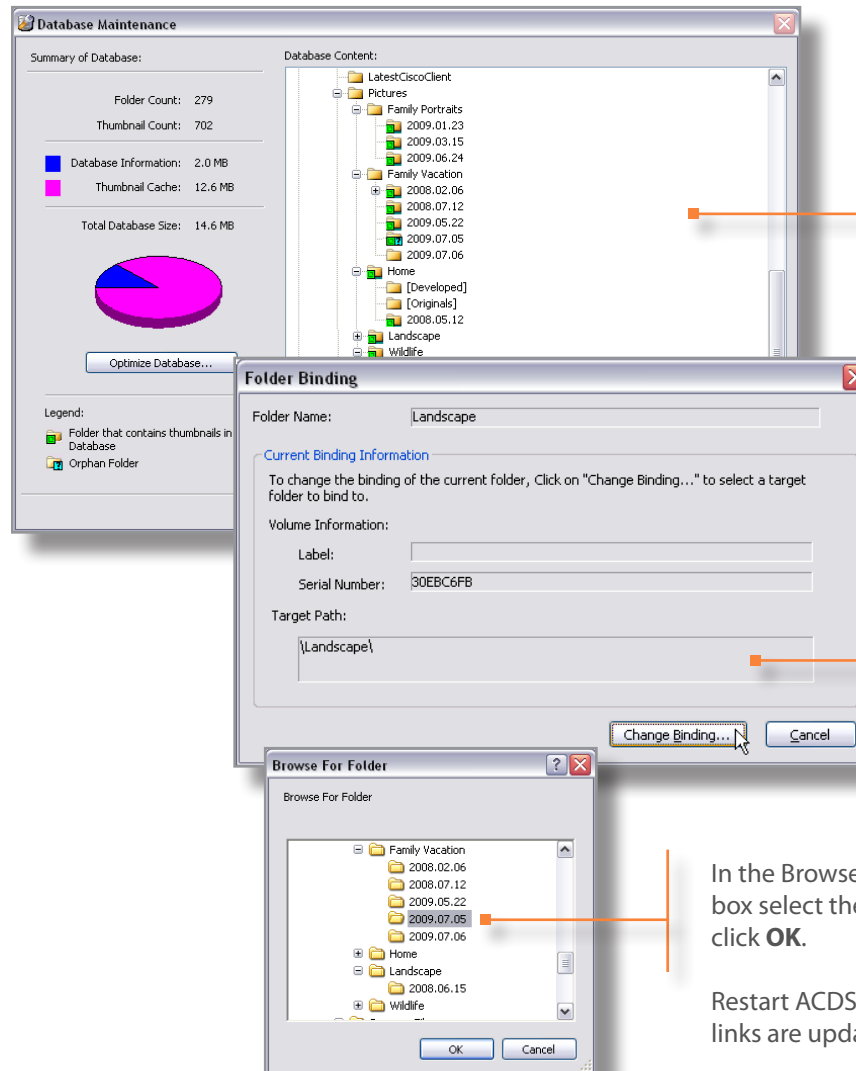 Database Maintenance
Summary of Database:
Folder Count: 279
Thumbnail Count: 702
Database Information: 2.0 MB
Thumbnail Cache: 12.6 MB
Total Database Size: 14.6 MB
Optimize Database...
Legend:
Folder that contains thumbnails in
Database
Orphan Folder
Database Content:
LatestCiscoClient
Pictures
Family Portraits
2009.01.23
2009.03.15
2009.06.24
Family Vacation
2008.02.06
2008.07.12
2009.05.22
2009.07.05
2009.07.06
Home
[Developed]
[Originals]
2008.05.12
Landscape
Wildlife
Folder Binding
Folder Name: Landscape
Current Binding Information
To change the binding of the current folder, Click on "Change Binding..." to select a target
folder to bind to.
Volume Information:
Label:
Serial Number: 30EBC6FB
Target Path:
\Landscape\
Change Binding... Cancel
Browse For Folder
Browse For Folder
Family Vacation
2008.02.06
2008.07.12
2009.05.22
2009.07.05
2009.07.06
Home
Landscape
2008.06.15
Wildlife
OK Cancel
In the Browse
box select the
click OK.
Restart ACDS
links are upda